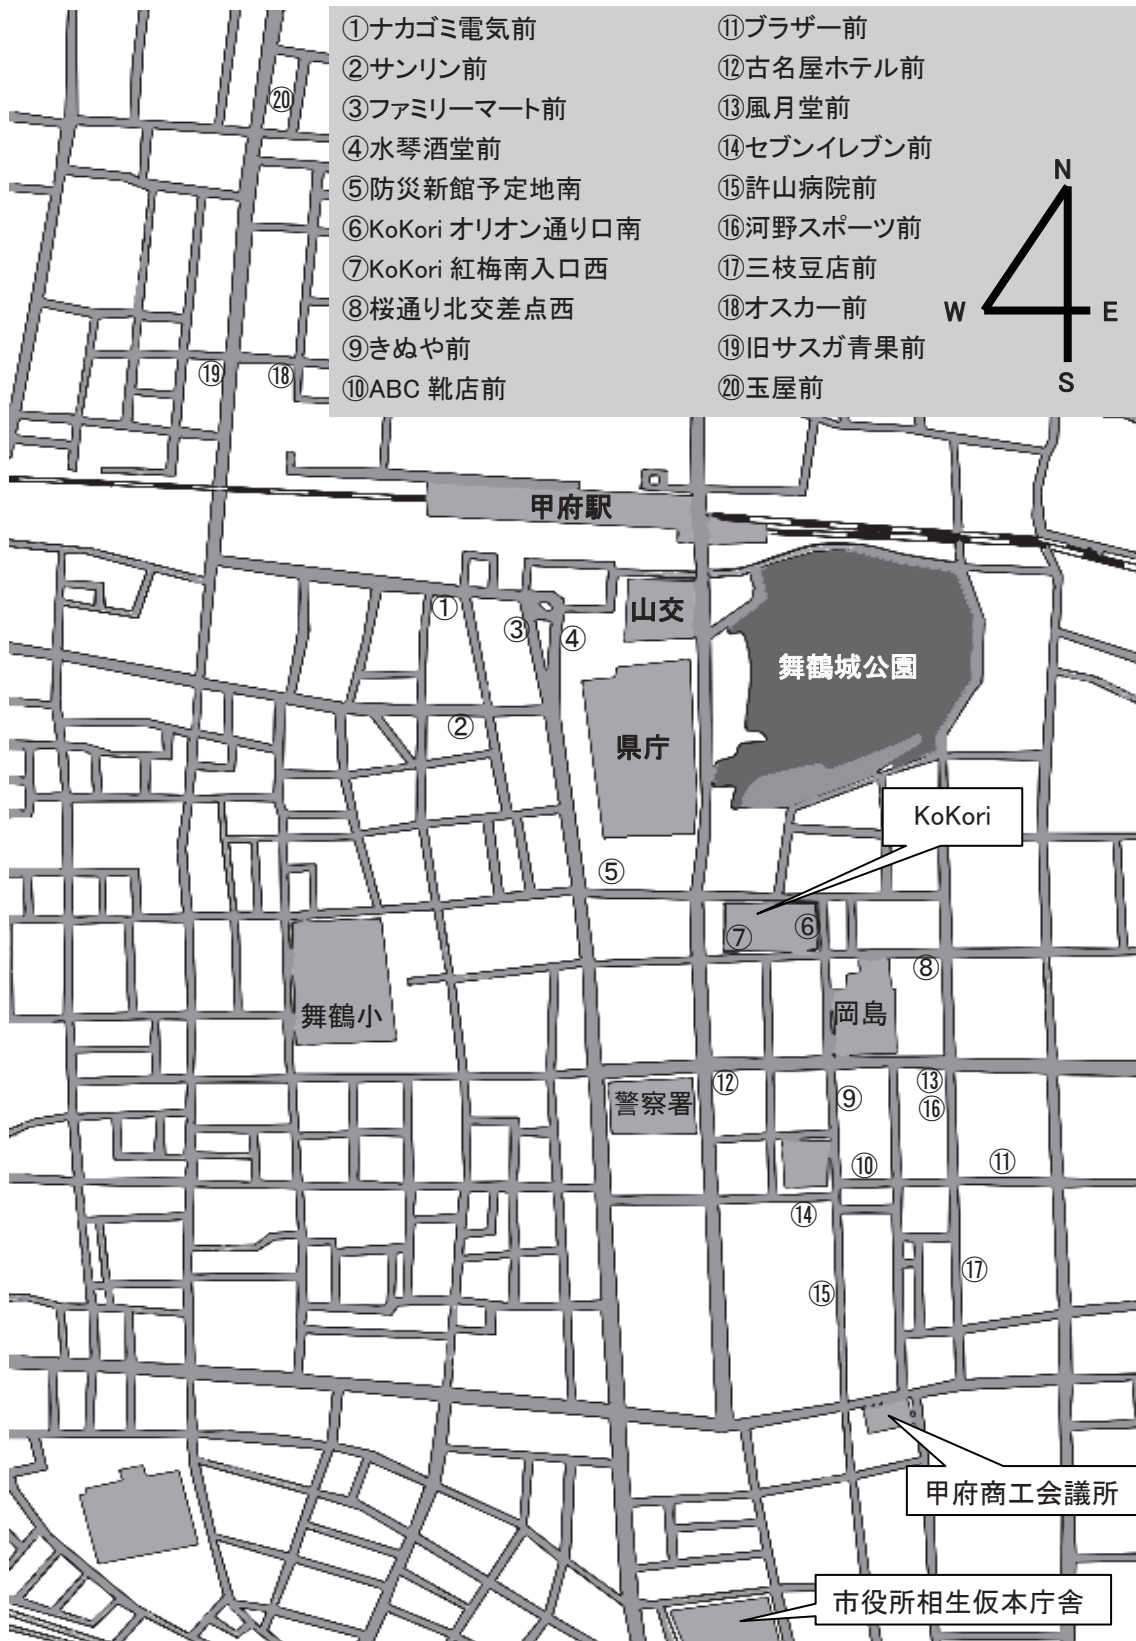 ①ナカゴミ電気前
②サンリン前
③ファミリーマート前
④水琴酒堂前
⑤防災新館予定地南
⑥KoKori オリオン通り口南
⑦KoKori 紅梅南入口西
⑧桜通り北交差点西
⑨きぬや前
⑩ABC 靴店前
⑪ブラザー前
⑫古名屋ホテル前
⑬風月堂前
⑭セブンイレブン前
⑮許山病院前
⑯河野スポーツ前
⑰三枝豆店前
⑱オスカー前
⑲旧サスガ青果前
⑳玉屋前
N
W
E
S
⑳
⑲
⑱
甲府駅
①
③
④
山交
舞鶴城公園
②
県庁
KoKori
⑤
⑥
⑦
⑧
舞鶴小
岡島
⑫
⑬
警察署
⑨
⑯
⑩
⑪
⑭
⑰
⑮
甲府商工会議所
市役所相生仮本庁舎